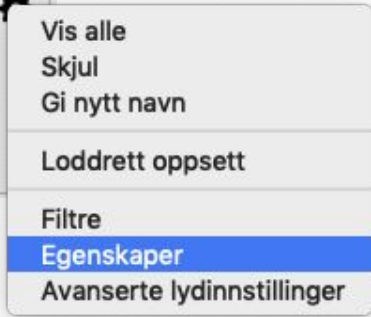 Vis alle
Skjul
Gi nytt navn
Loddrett oppsett
Filtre
Egenskaper
Avanserte lydinnstillinger